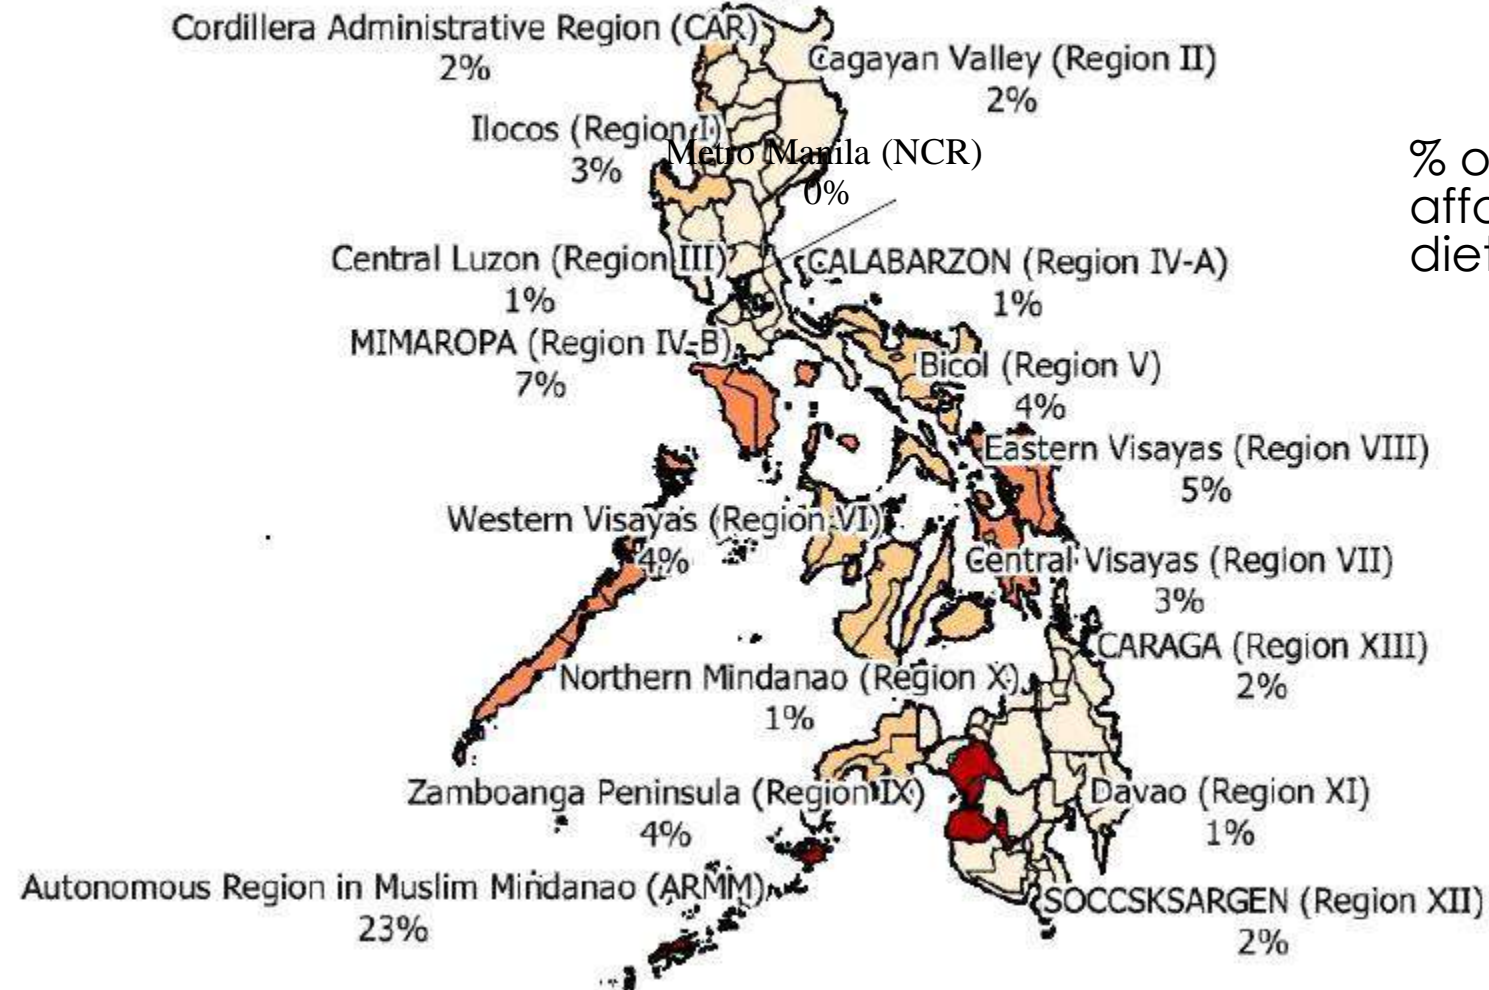 Cordillera Administrative Region (CAR)
2%
Cagayan Valley (Region II)
2%
Ilocos (Region I)
3%
Metro Manila (NCR)
0%
% o
affo
diet
Central Luzon (Region III)
1%
CALABARZON (Region IV-A)
1%
MIMAROPA (Region IV-B)
7%
Bicol (Region V)
4%
Eastern Visayas (Region VIII)
5%
Western Visayas (Region VI)
4%
Central Visayas (Region VII)
3%
CARAGA (Region XIII)
2%
Northern Mindanao (Region X)
1%
Zamboanga Peninsula (Region IX)
4%
Davao (Region XI)
1%
Autonomous Region in Muslim Mindanao (ARMM)
23%
SOCCSKSARGEN (Region XII)
2%